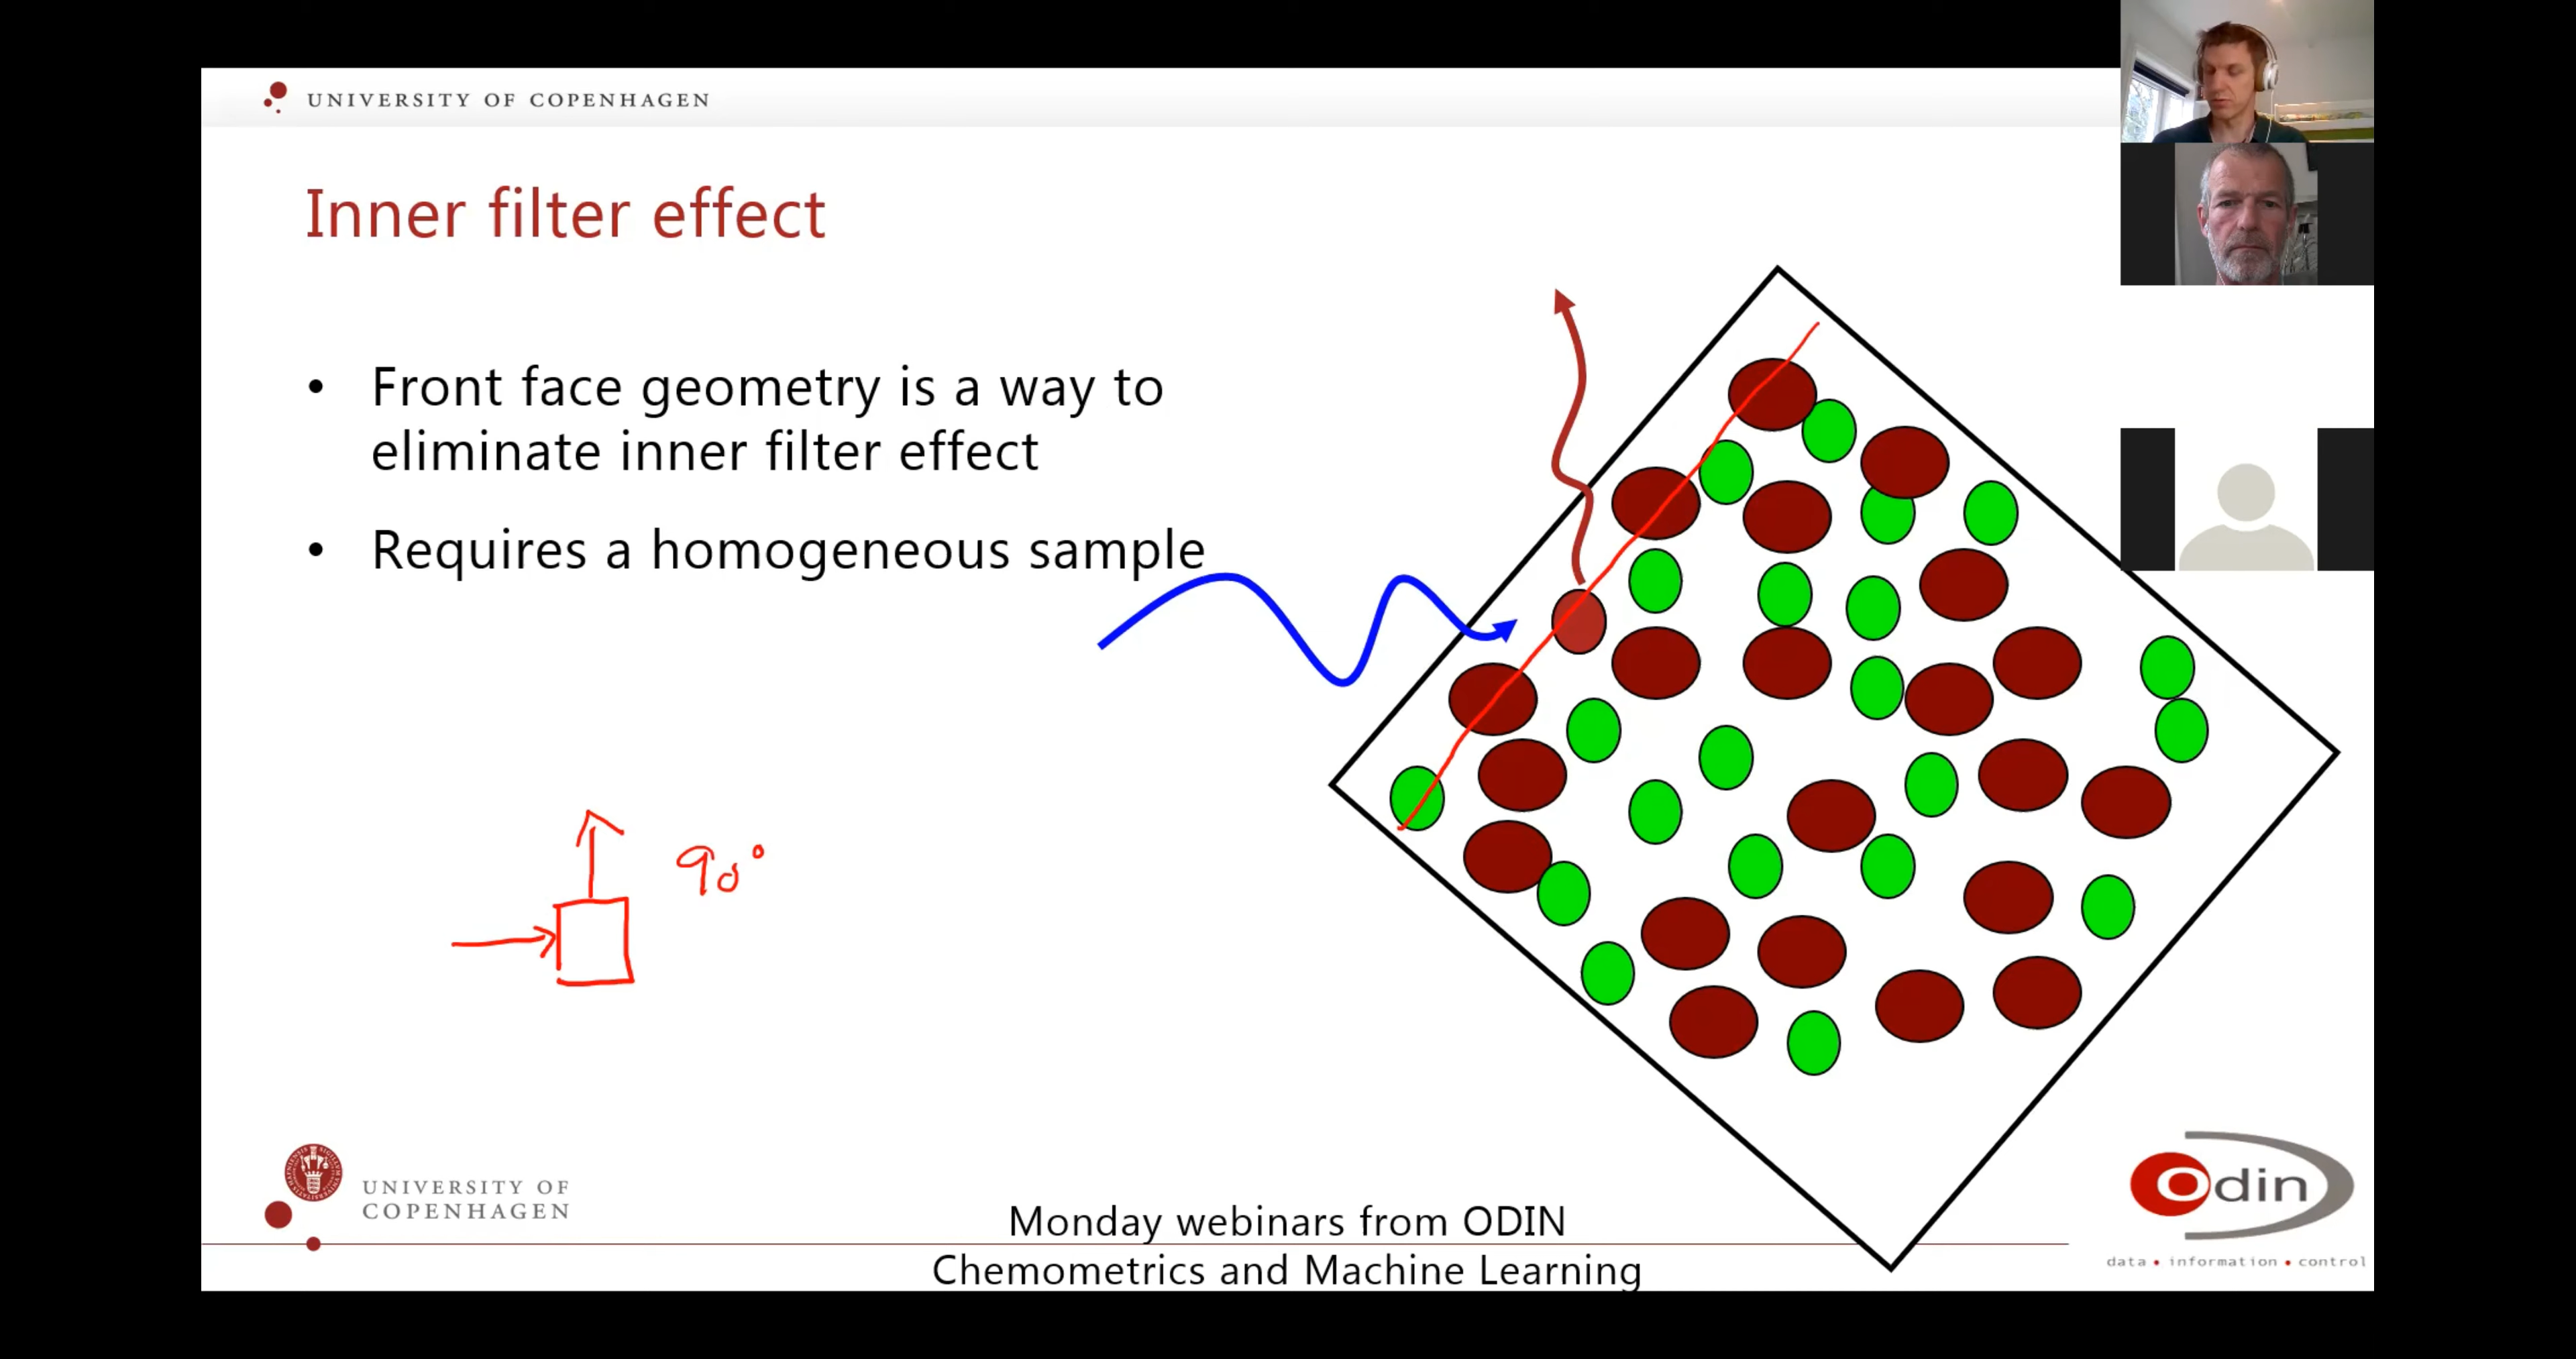 UNIVERSITY OF COPENHAGEN
Inner filter effect
• Front face geometry is a way to
eliminate inner filter effect
• Requires a homogeneous sample
90°
UNIVERSITY OF
COPENHAGEN
Monday webinars from ODIN
Chemometrics and Machine Learning
odin
data • information • control